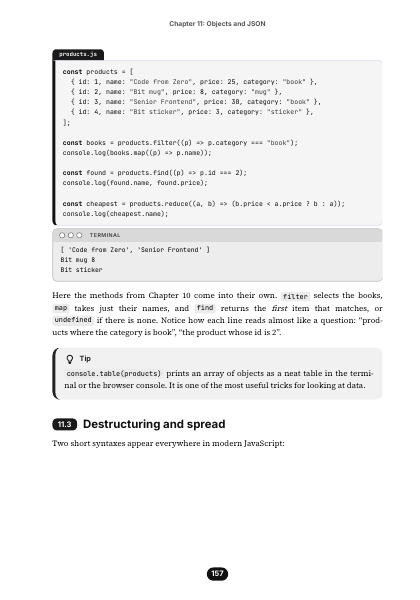 Chapter 11: Objects and JSON
products.js
const products = [
  { id: 1, name: "Code from Zero", price: 25, category: "book" },
  { id: 2, name: "Bit mug", price: 8, category: "mug" },
  { id: 3, name: "Senior Frontend", price: 30, category: "book" },
  { id: 4, name: "Bit sticker", price: 3, category: "sticker" },
];
const books = products.filter((p) => p.category === "book");
console.log(books.map((p) => p.name));
const found = products.find((p) => p.id === 2);
console.log(found.name, found.price);
const cheapest = products.reduce((a, b) => (b.price < a.price ? b : a));
console.log(cheapest.name);
TERMINAL
[ 'Code from Zero', 'Senior Frontend' ]
Bit mug 8
Bit sticker
Here the methods from Chapter 10 come into their own. filter selects the books,
map takes just their names, and find returns the first item that matches, or
undefined if there is none. Notice how each line reads almost like a question: “prod-
ucts where the category is book”, “the product whose id is 2”.
Tip
console.table(products) prints an array of objects as a neat table in the termi-
nal or the browser console. It is one of the most useful tricks for looking at data.
11.3 Destructuring and spread
Two short syntaxes appear everywhere in modern JavaScript:
157